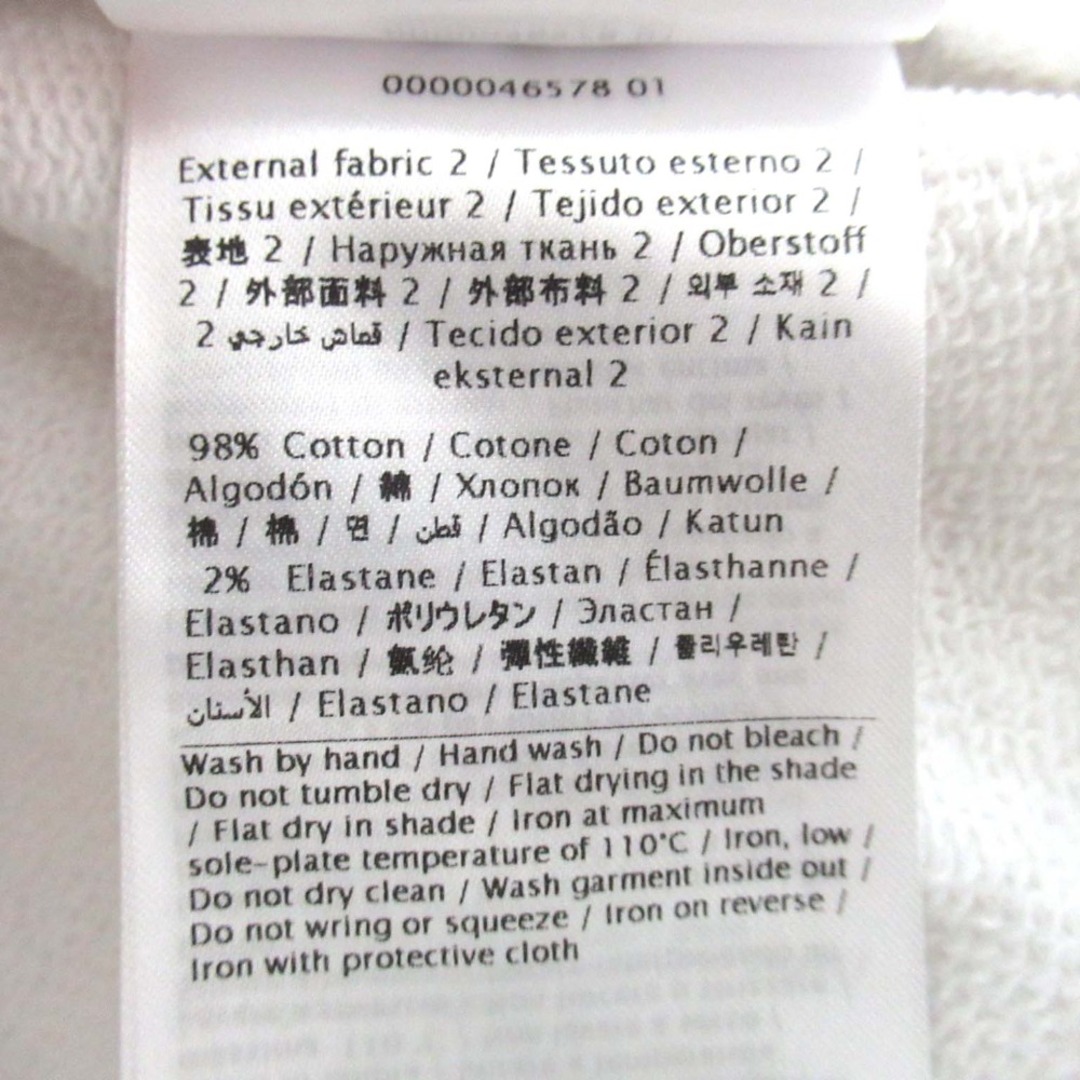 0000046578 01
External fabric 2 / Tessuto esterno 2 /
Tissu extérieur 2 / Tejido exterior 2 /
表地 2 / Наружная ткань 2 / Oberstoff
2 / 外部面料 2 / 外部布料 2 / 외부 소재 2 /
قماش خارجي 2 / Tecido exterior 2 / Kain
eksternal 2
98% Cotton / Cotone / Coton /
Algodón / 綿 / Хлопок / Baumwolle /
棉 / 棉 / 면 / قطن / Algodão / Katun
2% Elastane / Elastan / Élasthanne /
Elastano / ポリウレタン / Эластан /
Elasthan / 氨纶 / 彈性纖維 / 폴리우레탄 /
الأستان / Elastano / Elastane
Wash by hand / Hand wash / Do not bleach /
Do not tumble dry / Flat drying in the shade
/ Flat dry in shade / Iron at maximum
sole-plate temperature of 110°C / Iron, low /
Do not dry clean / Wash garment inside out /
Do not wring or squeeze / Iron on reverse /
Iron with protective cloth